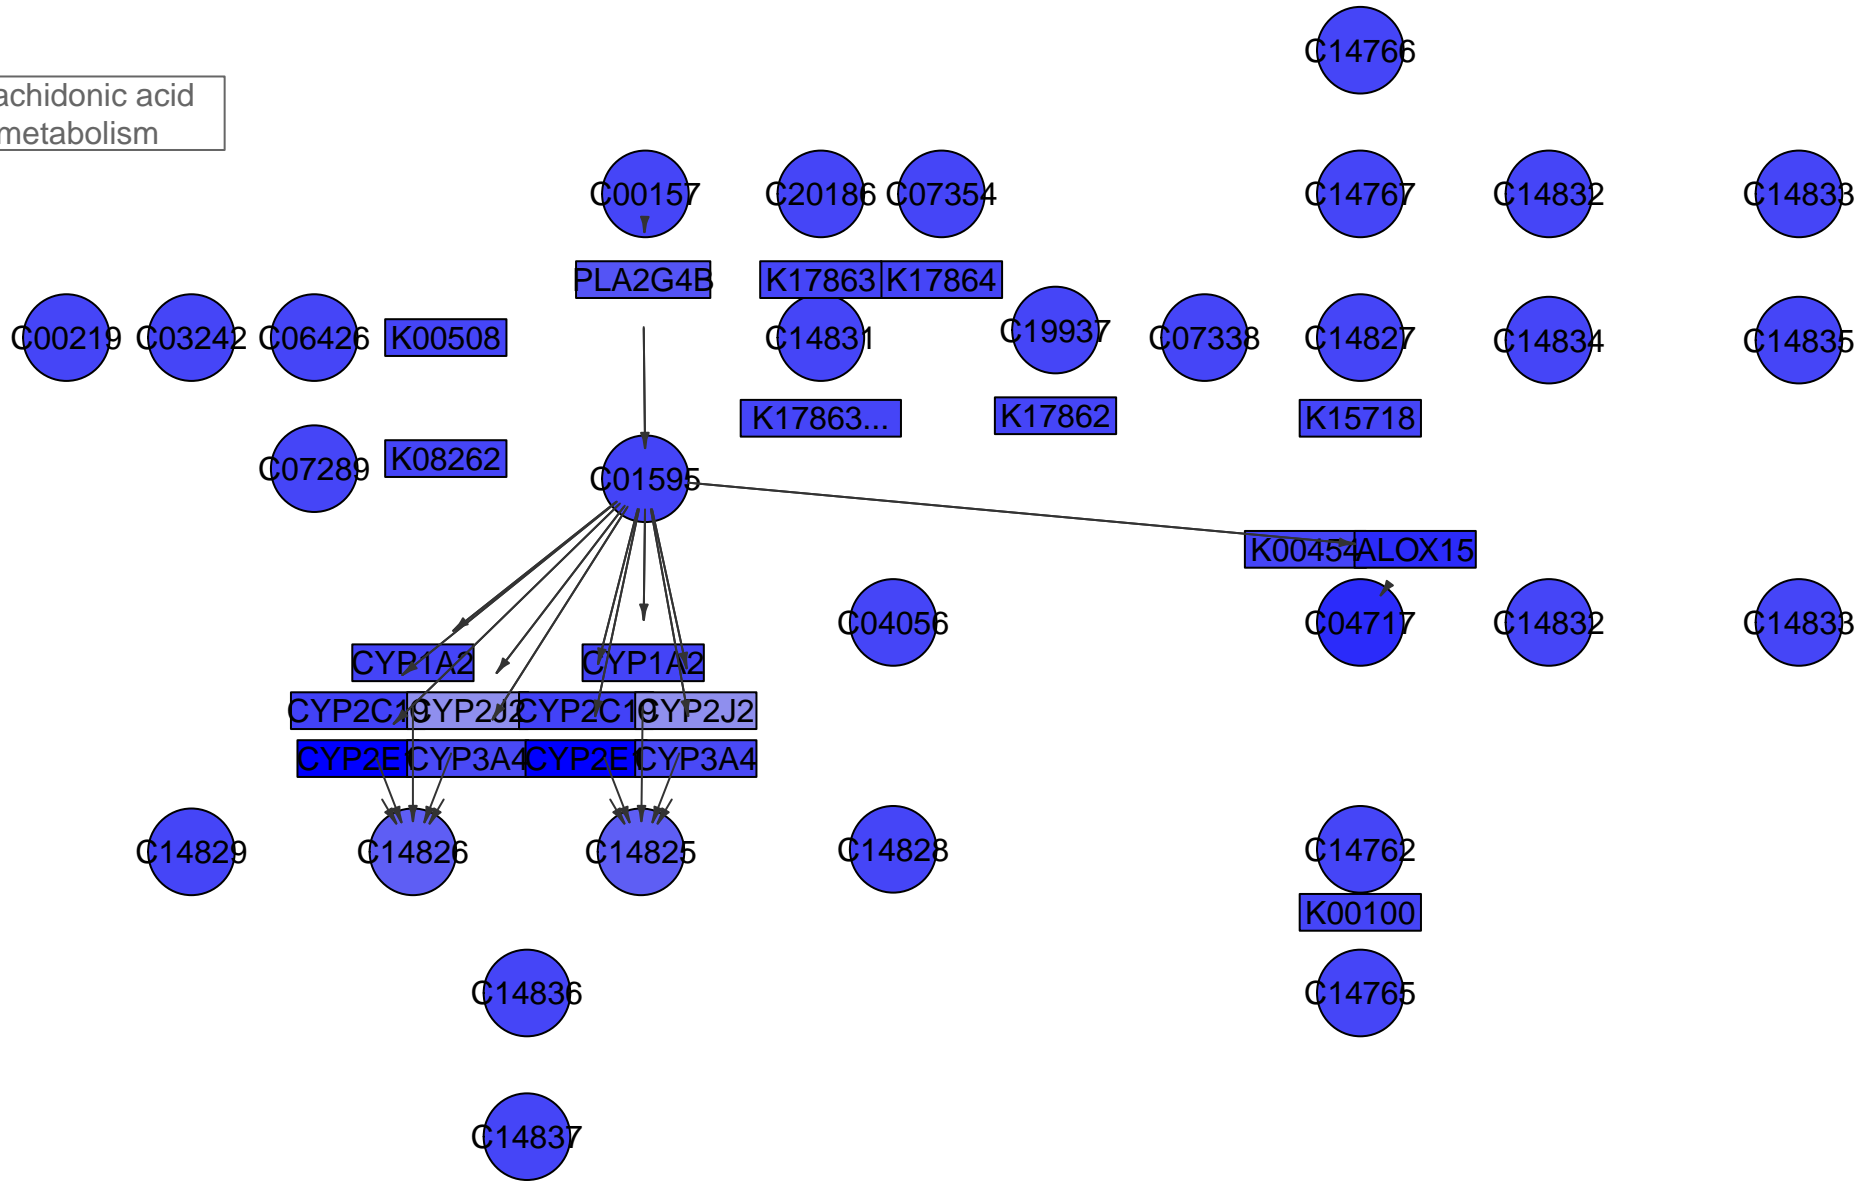 C14766
achidonic acid
metabolism
C00157
C20186
C07354
C14767
C14832
C14833
PLA2G4B
K17863
K17864
C00219
C03242
C06426
K00508
C14831
C19937
C07338
C14827
C14834
C14835
K17863...
K17862
K15718
C07289
K08262
C01595
K00454
ALOX15
C04056
C04717
C14832
C14833
CYP1A2
CYP1A2
CYP2C19
CYP2J2
CYP2C19
CYP2J2
CYP2E
CYP3A4
CYP2E
CYP3A4
C14829
C14826
C14825
C14828
C14762
K00100
C14836
C14765
C14837